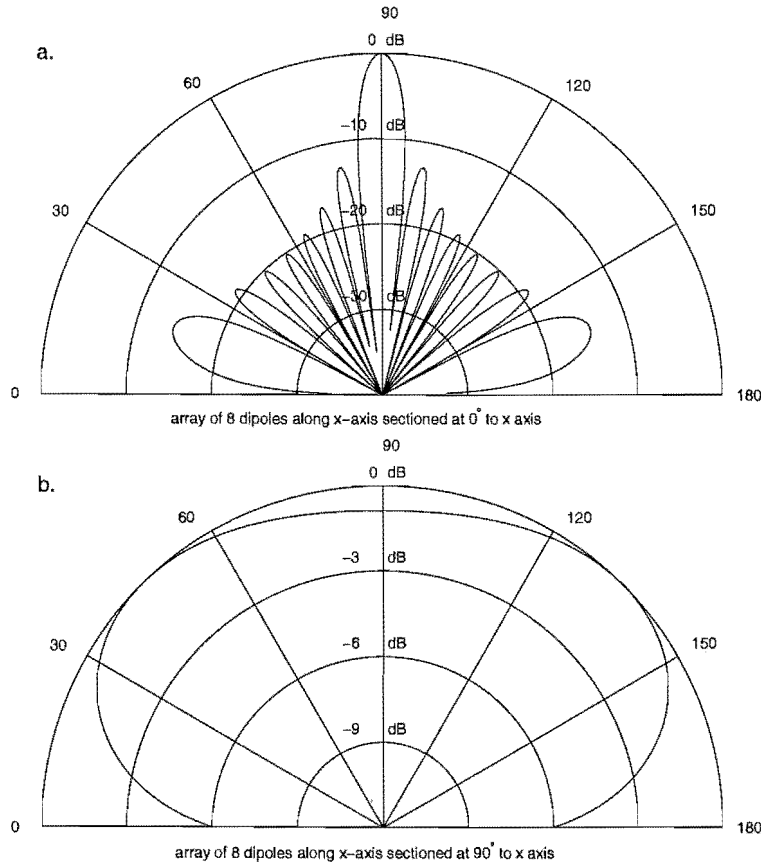 90
a.
0 dB
60
120
-10 dB
30
-20 dB
150
-30 dB
0
180
array of 8 dipoles along x-axis sectioned at 0° to x axis
90
b.
0 dB
60
120
-3 dB
30
-6 dB
150
-9 dB
0
180
array of 8 dipoles along x-axis sectioned at 90° to x axis